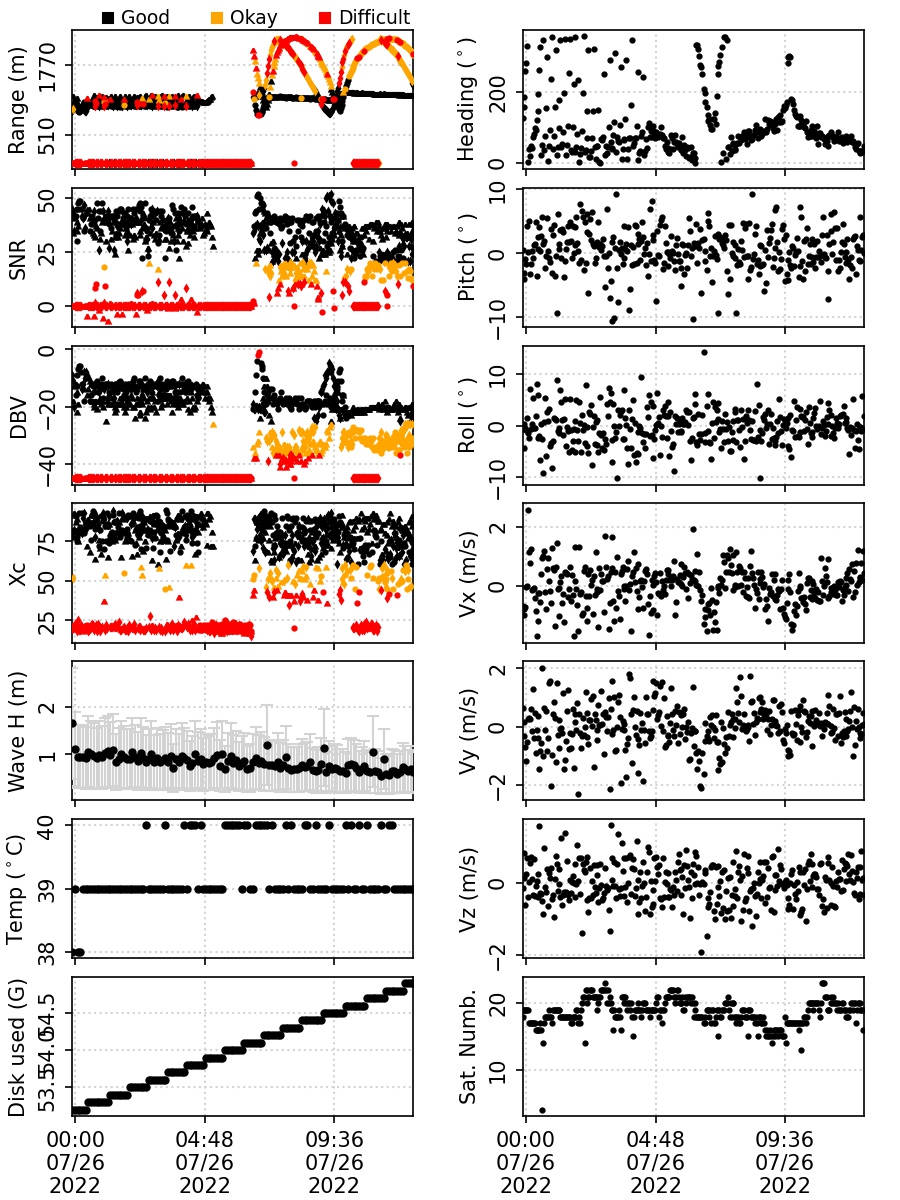 Good Okay Difficult
Range (m)
1770
510
Heading (°)
200
0
SNR
50
25
0
Pitch (°)
10
0
−10
DBV
0
−20
−40
Roll (°)
10
0
−10
Xc
75
50
25
Vx (m/s)
2
0
Wave H (m)
2
1
Vy (m/s)
2
0
−2
Temp (°C)
40
39
38
Vz (m/s)
0
−2
Disk used (G)
54.5
54.0
53.5
Sat. Numb.
20
10
00:00 04:48 09:36 00:00 04:48 09:36
07/26 07/26 07/26 07/26 07/26 07/26
2022 2022 2022 2022 2022 2022